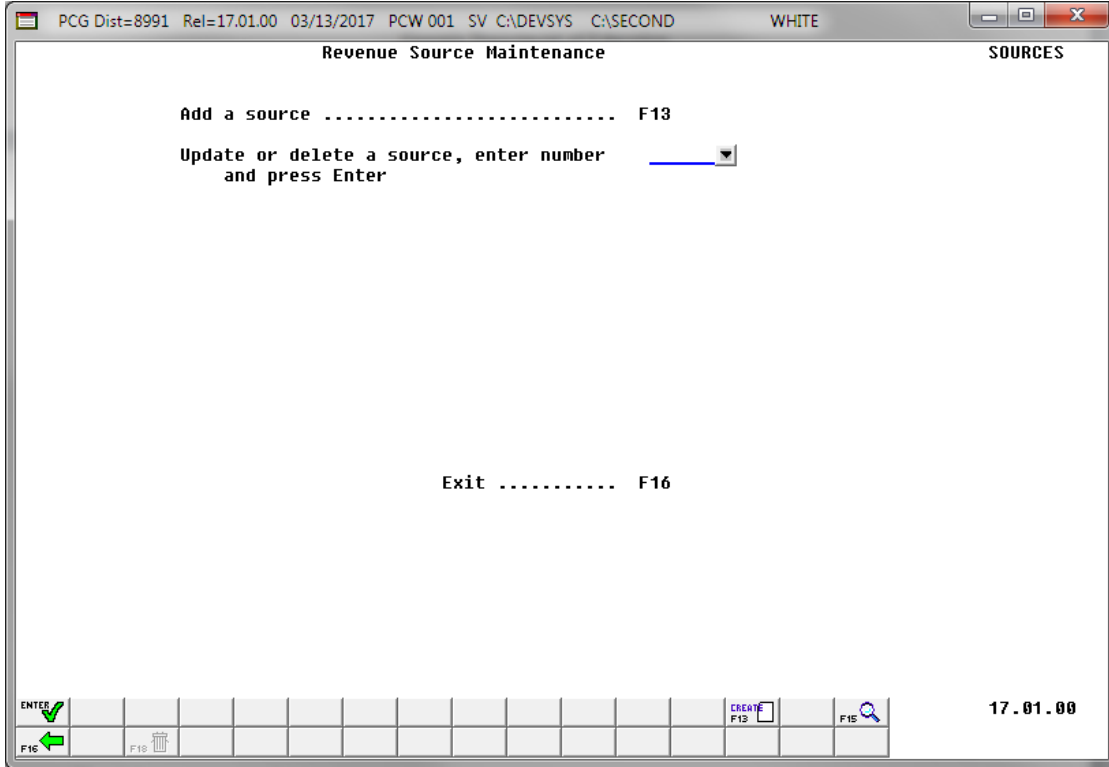 PCG Dist=8991 Rel=17.01.00 03/13/2017 PCW 001 SV C:\DEVSYS C:\SECOND WHITE
Revenue Source Maintenance SOURCES
Add a source ........................... F13
Update or delete a source, enter number
and press Enter
Exit ........... F16
ENTER CREATE F13 F15 17.01.00
F16 F18